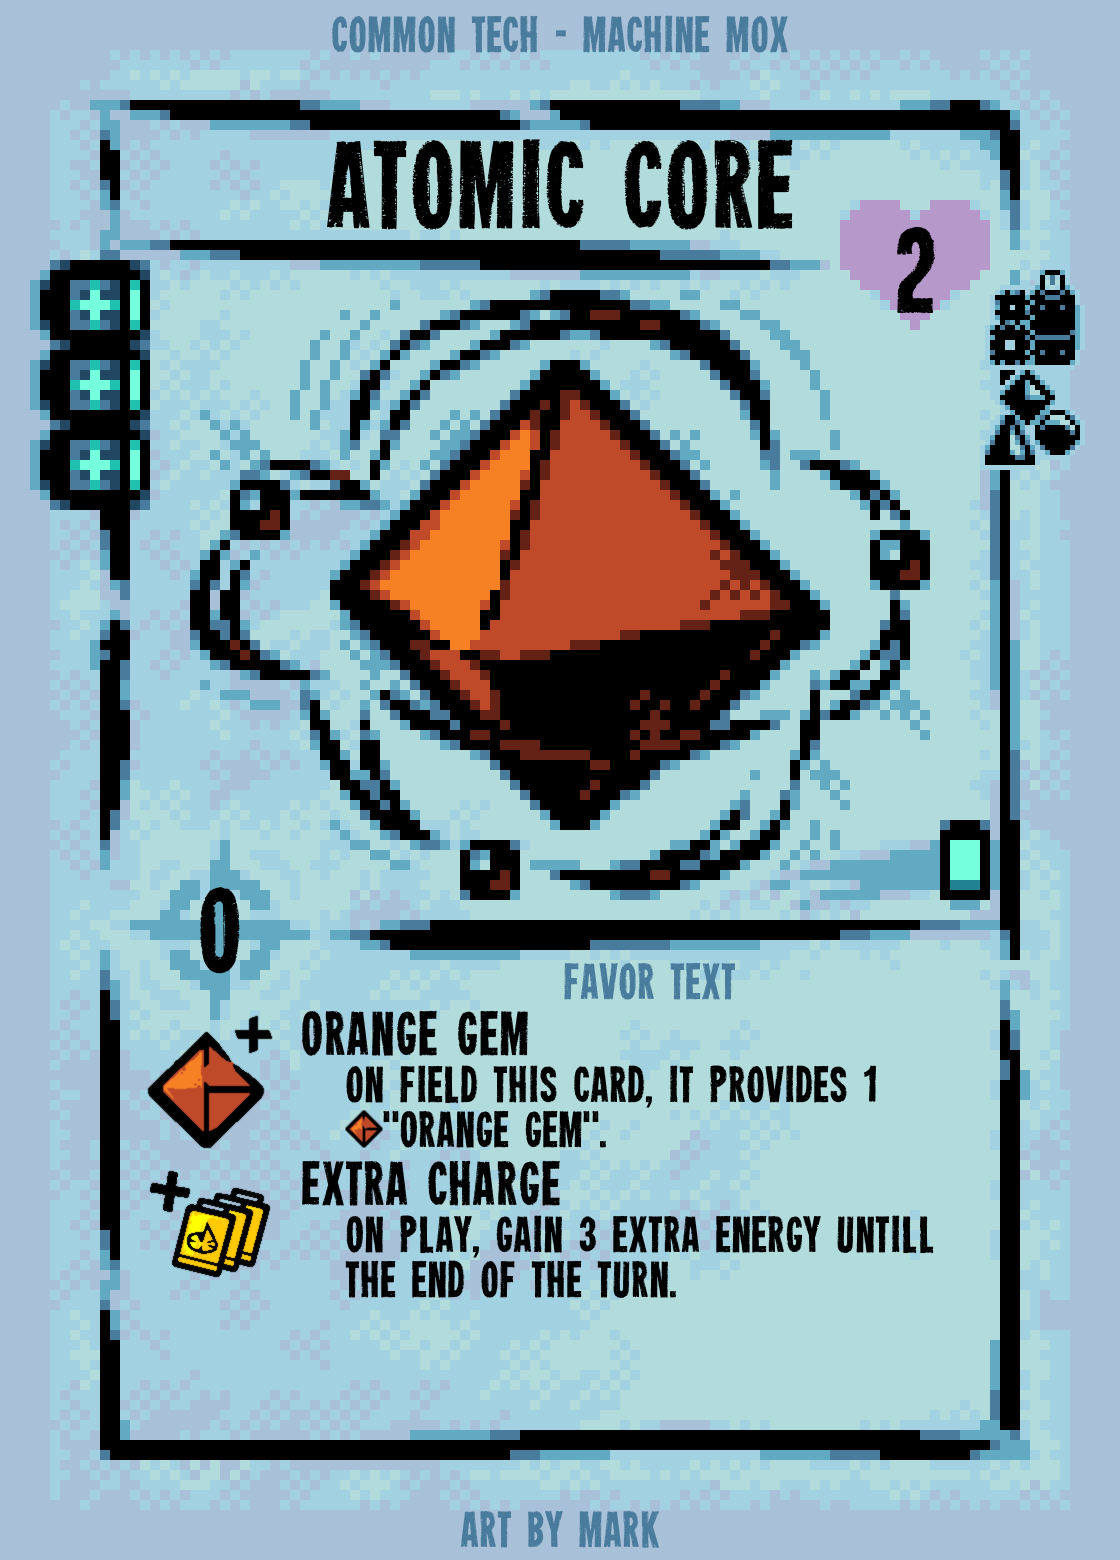 COMMON TECH - MACHINE MOX
ATOMIC CORE
2
0
FAVOR TEXT
ORANGE GEM
ON FIELD THIS CARD, IT PROVIDES 1
"ORANGE GEM".
EXTRA CHARGE
ON PLAY, GAIN 3 EXTRA ENERGY UNTILL
THE END OF THE TURN.
ART BY MARK